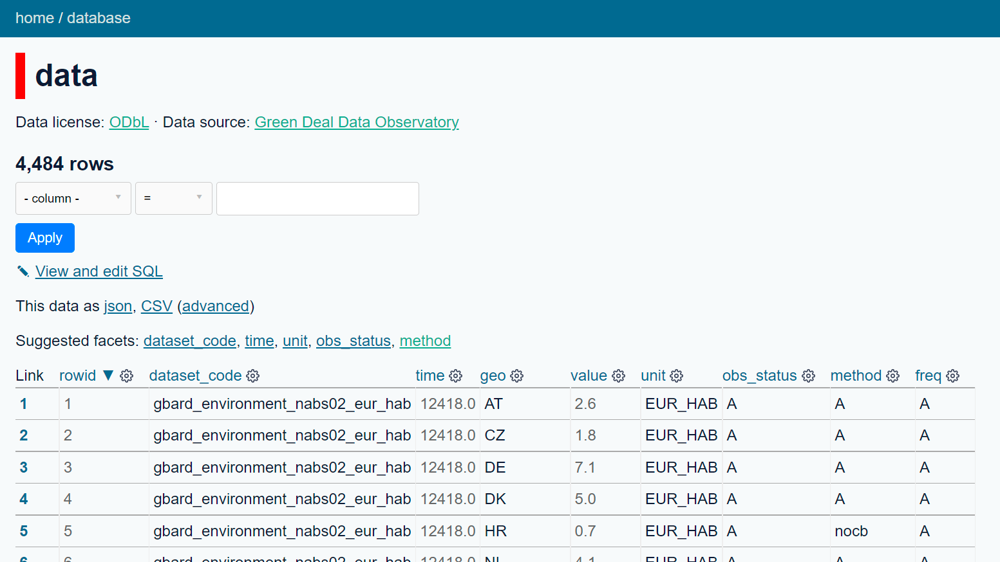 home / database
data
Data license: ODbL · Data source: Green Deal Data Observatory
4,484 rows
- column - ▼ = ▼
Apply
View and edit SQL
This data as json, CSV (advanced)
Suggested facets: dataset_code, time, unit, obs_status, method
Link rowid ▼ dataset_code time geo value unit obs_status method freq
1 1 gbard_environment_nabs02_eur_hab 12418.0 AT 2.6 EUR_HAB A A A
2 2 gbard_environment_nabs02_eur_hab 12418.0 CZ 1.8 EUR_HAB A A A
3 3 gbard_environment_nabs02_eur_hab 12418.0 DE 7.1 EUR_HAB A A A
4 4 gbard_environment_nabs02_eur_hab 12418.0 DK 5.0 EUR_HAB A A A
5 5 gbard_environment_nabs02_eur_hab 12418.0 HR 0.7 EUR_HAB A nocb A
6 6 gbard_environment_nabs02_eur_hab 12418.0 NL 4.1 EUR_HAB A A A